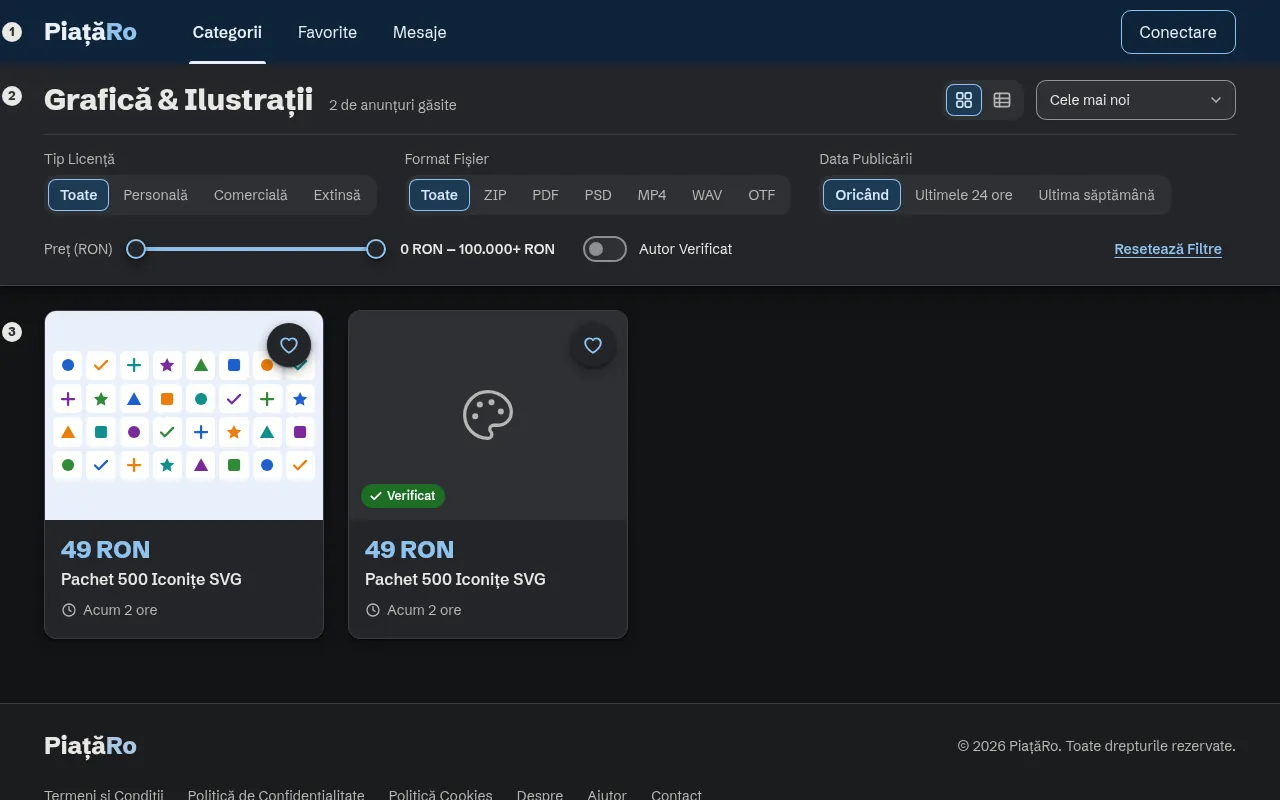 1
PiațăRo
Categorii
Favorite
Mesaje
Conectare
2
Grafică & Ilustrații
2 de anunțuri găsite
Cele mai noi
Tip Licență
Toate
Personală
Comercială
Extinsă
Format Fișier
Toate
ZIP
PDF
PSD
MP4
WAV
OTF
Data Publicării
Oricând
Ultimele 24 ore
Ultima săptămână
Preț (RON)
0 RON – 100.000+ RON
Autor Verificat
Resetează Filtre
3
49 RON
Pachet 500 Iconițe SVG
Acum 2 ore
Verificat
49 RON
Pachet 500 Iconițe SVG
Acum 2 ore
PiațăRo
© 2026 PiațăRo. Toate drepturile rezervate.
Termeni și Condiții
Politică de Confidențialitate
Politică Cookies
Despre
Ajutor
Contact